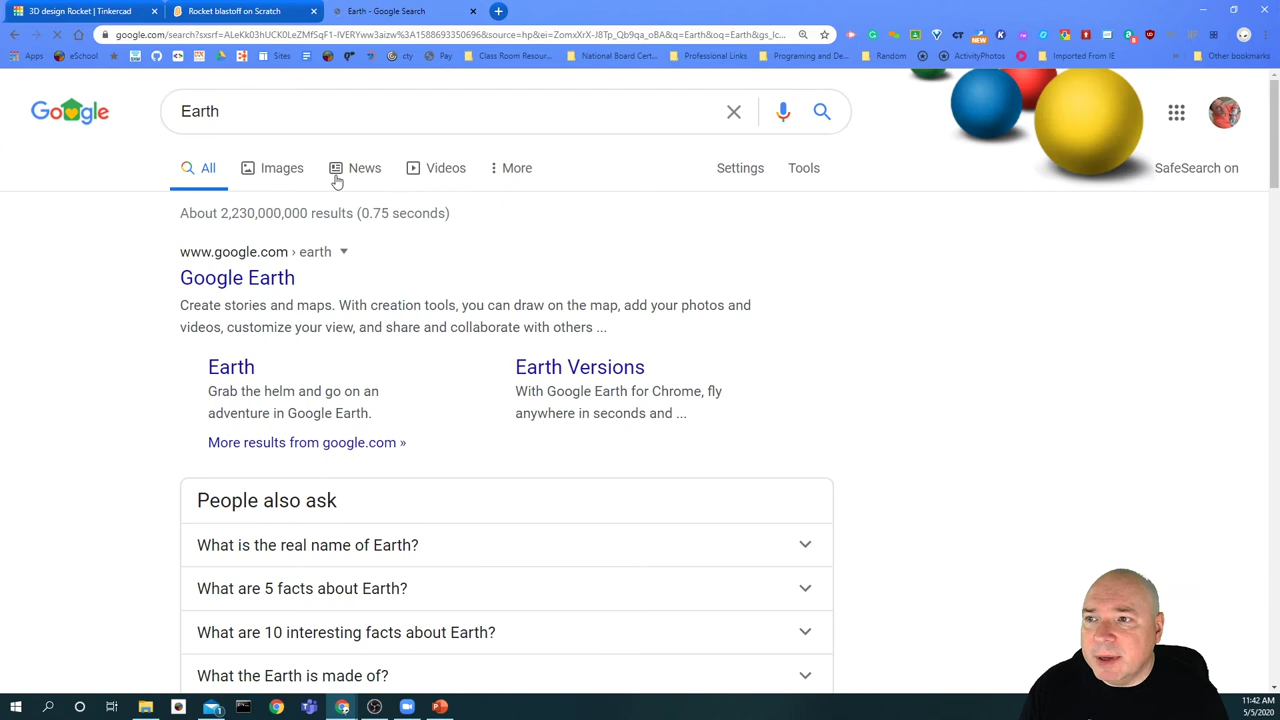 3D design Rocket | Tinkercad
Rocket blastoff on Scratch
Earth - Google Search
google.com/search?sxsrf=ALeKk03hUCK0LeZMfSqF1-IVERYww3aizw%3A1588693350696&source=hp&ei=ZomxXrX-J8Tp_Qb9qa_oBA&q=Earth&oq=Earth&gs_lc...
Apps
eSchool
Sites
cty
Pay
Class Room Resour...
National Board Cert...
Professional Links
Programing and De...
Random
ActivityPhotos
Imported From IE
Other bookmarks
NEW
Google
Earth
All
Images
News
Videos
More
Settings
Tools
SafeSearch on
About 2,230,000,000 results (0.75 seconds)
www.google.com › earth
Google Earth
Create stories and maps. With creation tools, you can draw on the map, add your photos and
videos, customize your view, and share and collaborate with others ...
Earth
Grab the helm and go on an
adventure in Google Earth.
Earth Versions
With Google Earth for Chrome, fly
anywhere in seconds and ...
More results from google.com »
People also ask
What is the real name of Earth?
What are 5 facts about Earth?
What are 10 interesting facts about Earth?
What the Earth is made of?
11:42 AM
5/5/2020